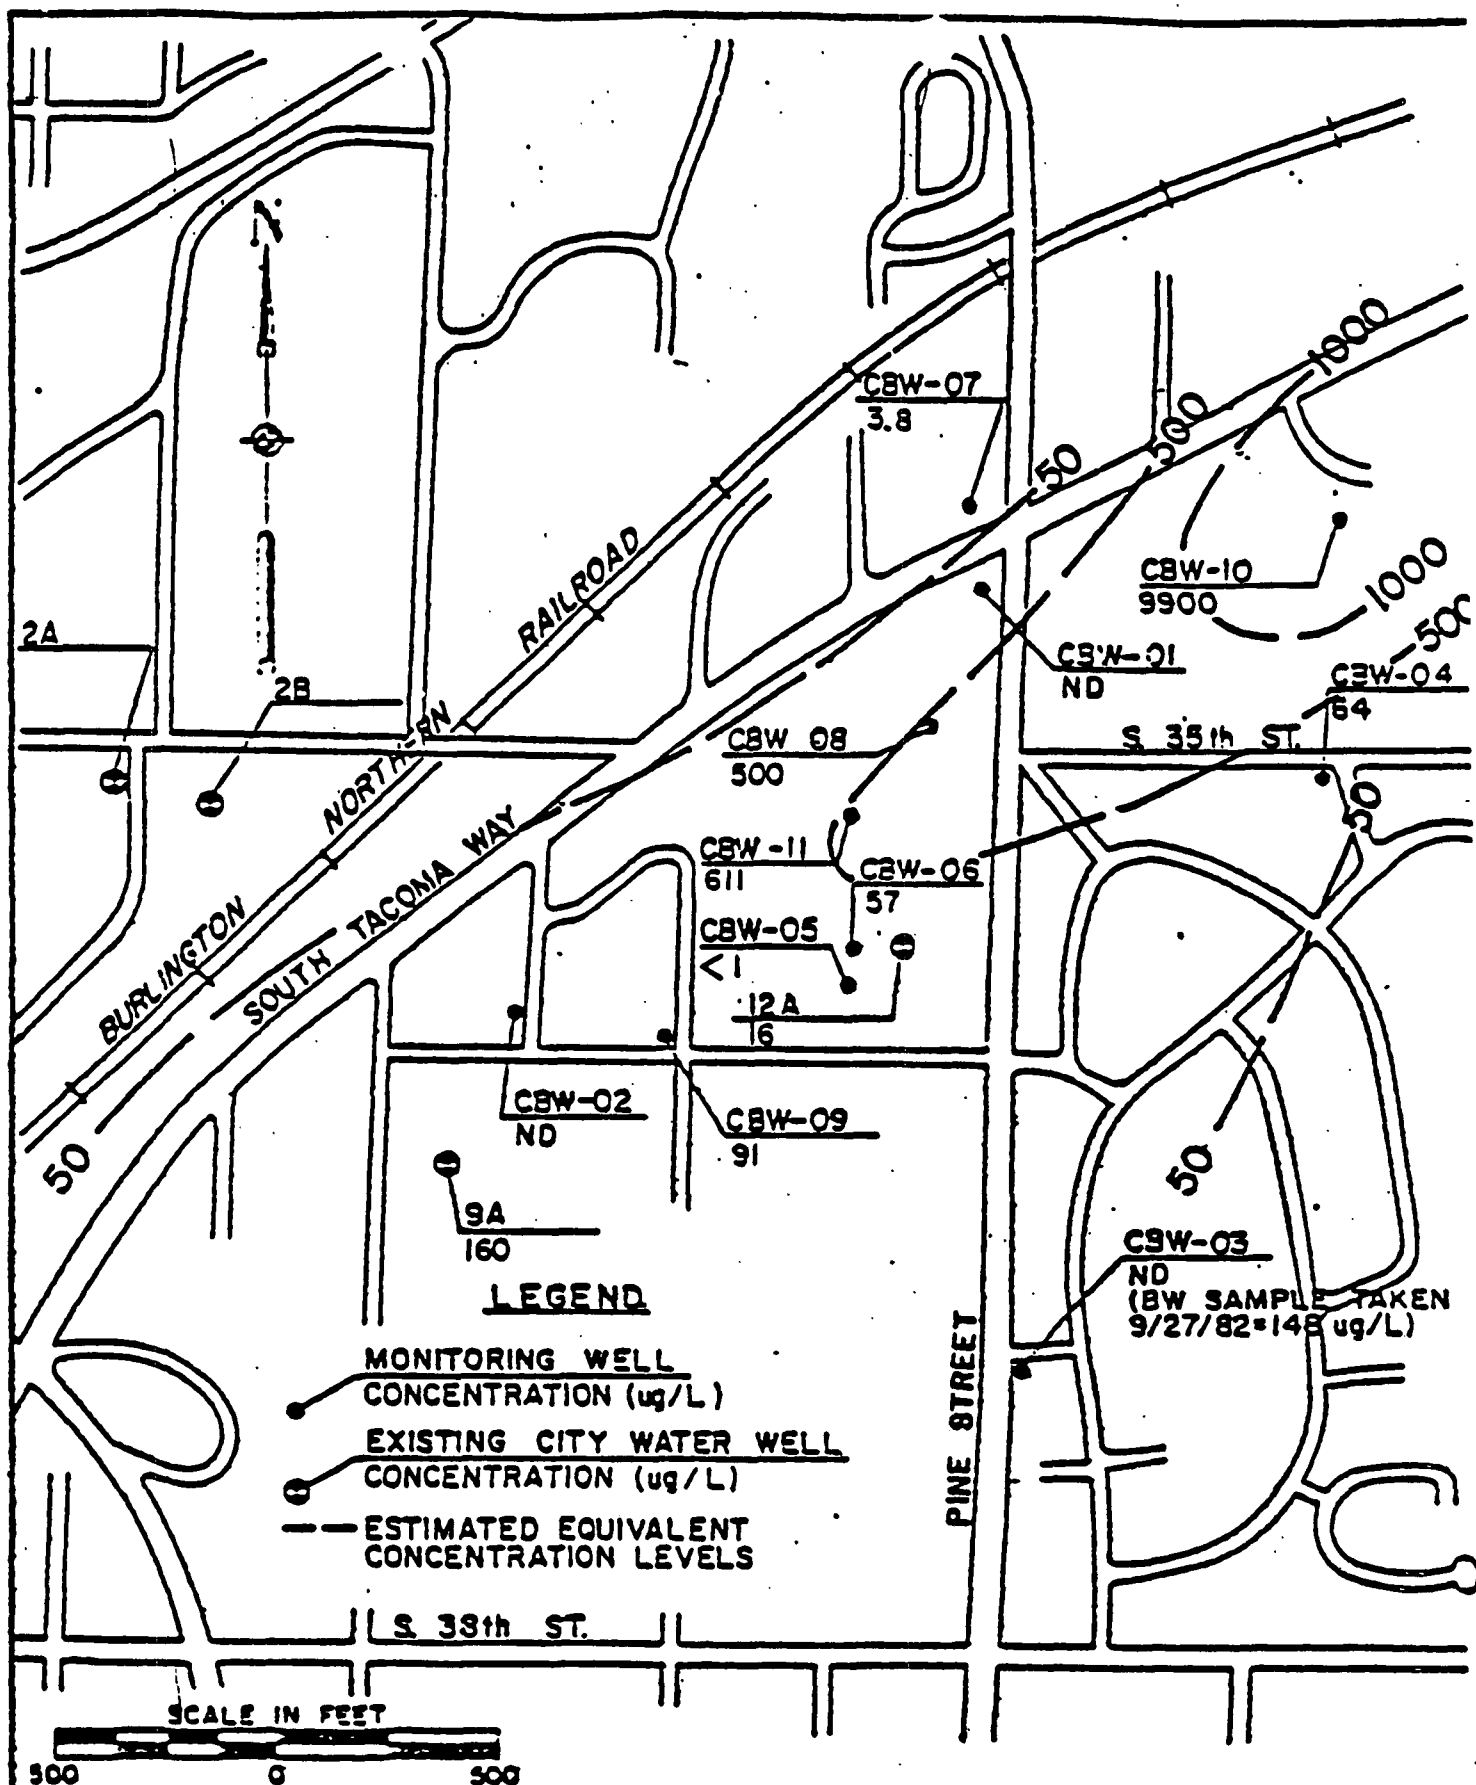 1000
CBW-07
3.8
50
500
RAILROAD
CBW-10
9900
1000
500
2A
CBW-01
ND
CBW-04
64
2B
NORTHERN
CBW 08
500
S. 35th ST.
50
SOUTH TACOMA WAY
CBW-11
611
CBW-06
57
BURLINGTON
CBW-05
<1
12A
16
CBW-02
ND
CBW-09
91
50
50
9A
160
CBW-03
ND
(BW SAMPLE TAKEN
9/27/82=148 ug/L)
LEGEND
MONITORING WELL
CONCENTRATION (ug/L)
EXISTING CITY WATER WELL
CONCENTRATION (ug/L)
ESTIMATED EQUIVALENT
CONCENTRATION LEVELS
PINE STREET
S. 38th ST.
SCALE IN FEET
500 0 500